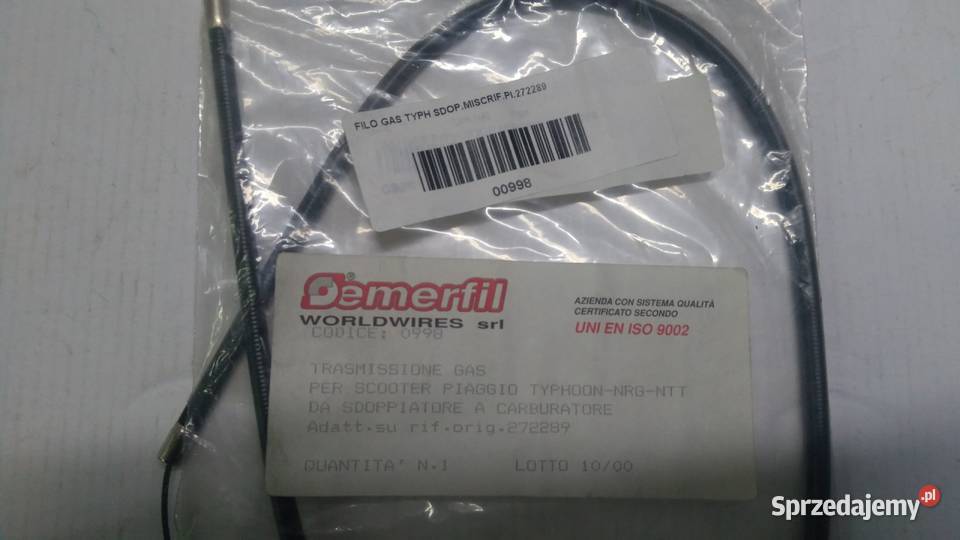 FILO GAS TYPH SDOP.MISCRIF.PI.272289
00998
Gemerfil
WORLDWIRES srl
AZIENDA CON SISTEMA QUALITÀ
CERTIFICATO SECONDO
UNI EN ISO 9002
CODICE: 0998
TRASMISSIONE GAS
PER SCOOTER PIAGGIO TYPHOON-NRG-NTT
DA SDOPPIATORE A CARBURATORE
Adatt.su rif.orig.272289
QUANTITA' N.1 LOTTO 10/00
Sprzedajemy.pl